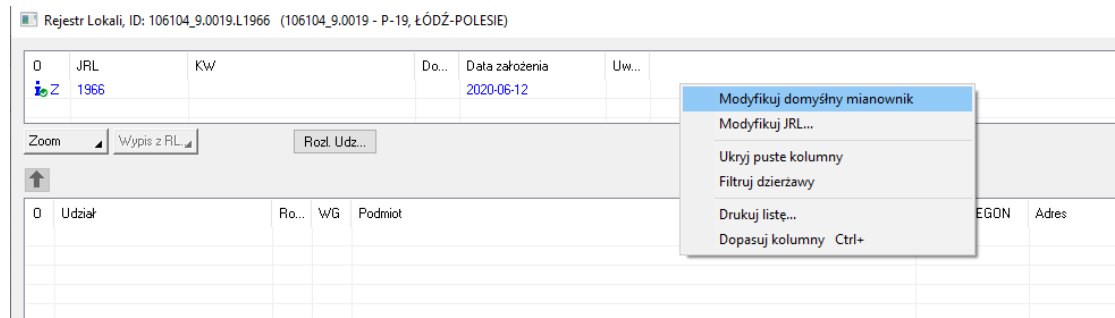 Rejestr Lokali, ID: 106104_9.0019.L1966 (106104_9.0019 - P-19, ŁÓDŹ-POLESIE)
O JRL KW Do... Data założenia Uw...
Z 1966 2020-06-12
Modyfikuj domyślny mianownik
Modyfikuj JRL...
Ukryj puste kolumny
Filtruj dzierżawy
Drukuj listę...
Dopasuj kolumny Ctrl+
Zoom Wypis z RL... Rozl. Udz...
O Udział Ro... WG Podmiot EGON Adres